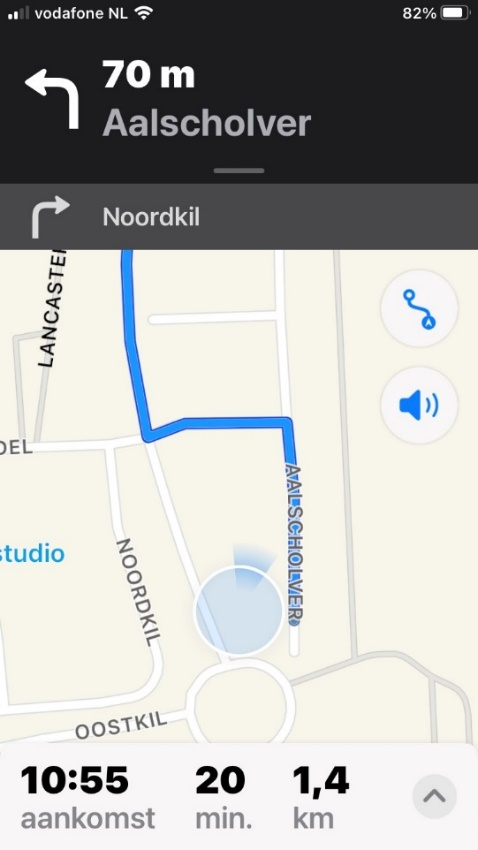 vodafone NL
82%
70 m
Aalscholver
Noordkil
LANCASTE
DEL
AALSCHOLVER
studio
NOORDKIL
OOSTKIL
10:55 20 1,4
aankomst min. km